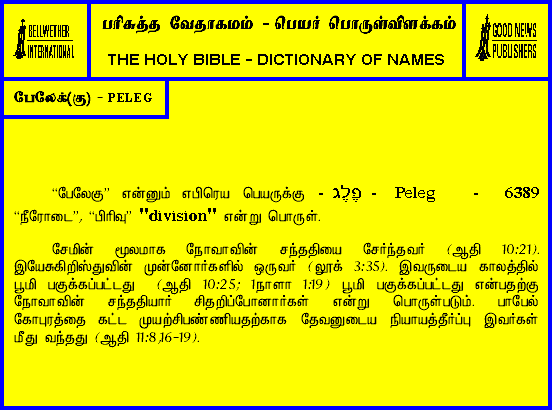 BELLWETHER
INTERNATIONAL
பரிசுத்த வேதாகமம் - பெயர் பொருள்விளக்கம்
THE HOLY BIBLE - DICTIONARY OF NAMES
GOOD NEWS
PUBLISHERS
பேலேக்(கு) - PELEG
“பேலேகு” என்னும் எபிரெய பெயருக்கு - פֶּלֶג - Peleg - 6389
“நீரோடை”, “பிரிவு” "division" என்று பொருள்.
சேமின் மூலமாக நோவாவின் சந்ததியை சேர்ந்தவர் (ஆதி 10:21).
இயேசுகிறிஸ்துவின் முன்னோர்களில் ஒருவர் (லூக் 3:35). இவருடைய காலத்தில்
பூமி பகுக்கப்பட்டது (ஆதி 10:25; 1நாளா 1:19) பூமி பகுக்கப்பட்டது என்பதற்கு
நோவாவின் சந்ததியார் சிதறிப்போனார்கள் என்று பொருள்படும். பாபேல்
கோபுரத்தை கட்ட முயற்சிபண்ணியதற்காக தேவனுடைய நியாயத்தீர்ப்பு இவர்கள்
மீது வந்தது (ஆதி 11:8,16-19).